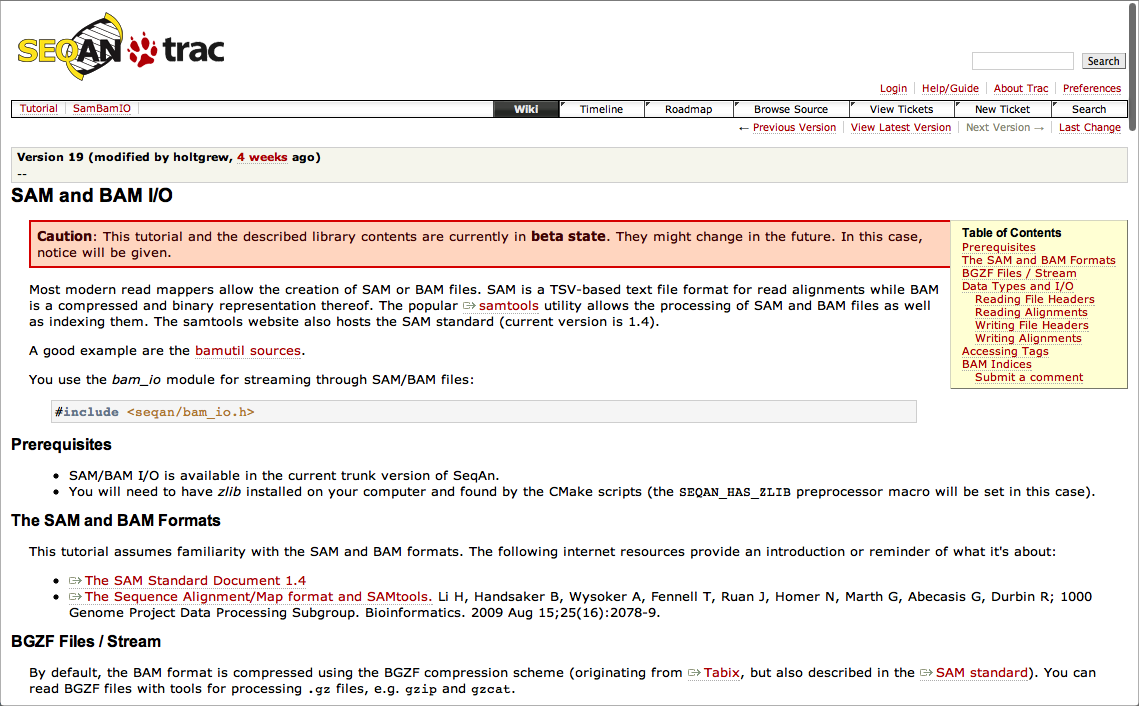 SEQAN trac
Search
Login Help/Guide About Trac Preferences
Tutorial SamBamIO Wiki Timeline Roadmap Browse Source View Tickets New Ticket Search
← Previous Version View Latest Version Next Version → Last Change
Version 19 (modified by holtgrew, 4 weeks ago)
--
SAM and BAM I/O
Caution: This tutorial and the described library contents are currently in beta state. They might change in the future. In this case,
notice will be given.
Table of Contents
Prerequisites
The SAM and BAM Formats
BGZF Files / Stream
Data Types and I/O
Reading File Headers
Reading Alignments
Writing File Headers
Writing Alignments
Accessing Tags
BAM Indices
Submit a comment
Most modern read mappers allow the creation of SAM or BAM files. SAM is a TSV-based text file format for read alignments while BAM
is a compressed and binary representation thereof. The popular samtools utility allows the processing of SAM and BAM files as well
as indexing them. The samtools website also hosts the SAM standard (current version is 1.4).
A good example are the bamutil sources.
You use the bam_io module for streaming through SAM/BAM files:
#include <seqan/bam_io.h>
Prerequisites
• SAM/BAM I/O is available in the current trunk version of SeqAn.
• You will need to have zlib installed on your computer and found by the CMake scripts (the SEQAN_HAS_ZLIB preprocessor macro will be set in this case).
The SAM and BAM Formats
This tutorial assumes familiarity with the SAM and BAM formats. The following internet resources provide an introduction or reminder of what it's about:
• The SAM Standard Document 1.4
• The Sequence Alignment/Map format and SAMtools. Li H, Handsaker B, Wysoker A, Fennell T, Ruan J, Homer N, Marth G, Abecasis G, Durbin R; 1000
Genome Project Data Processing Subgroup. Bioinformatics. 2009 Aug 15;25(16):2078-9.
BGZF Files / Stream
By default, the BAM format is compressed using the BGZF compression scheme (originating from Tabix, but also described in the SAM standard). You can
read BGZF files with tools for processing .gz files, e.g. gzip and gzcat.